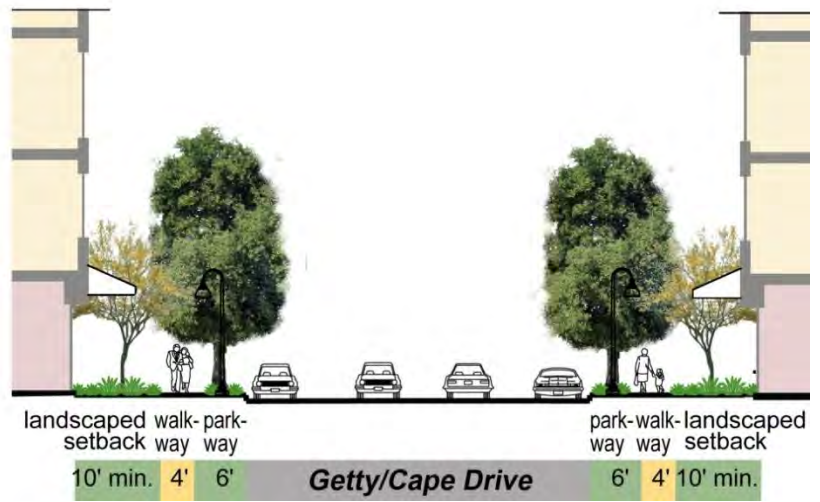 landscaped walk- park-
setback way way
park- walk- landscaped
way way setback
10' min. 4' 6' Getty/Cape Drive 6' 4' 10' min.